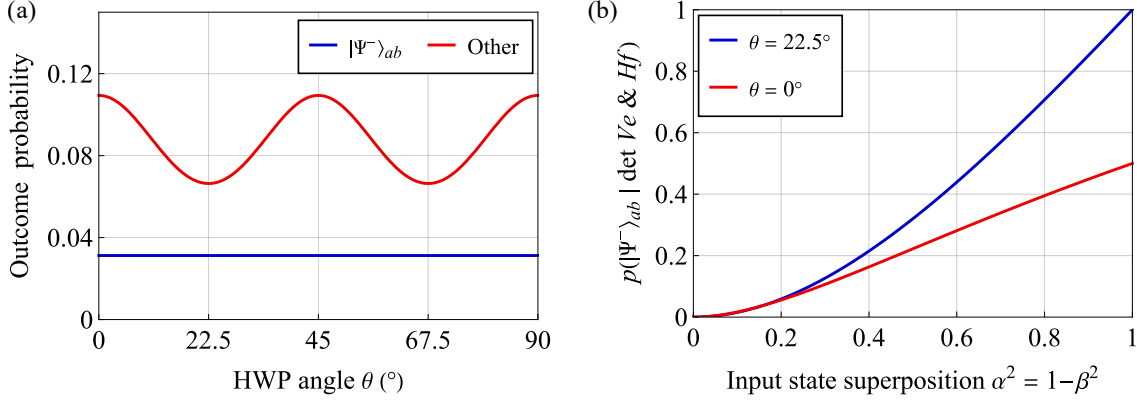 (a)
|Ψ⁻⟩ab Other
Outcome probability
0.12
0.08
0.04
0
0 22.5 45 67.5 90
HWP angle θ (°)
(b)
θ = 22.5°
θ = 0°
p(|Ψ⁻⟩ab | det Ve & Hf)
1
0.8
0.6
0.4
0.2
0
0 0.2 0.4 0.6 0.8 1
Input state superposition α² = 1−β²